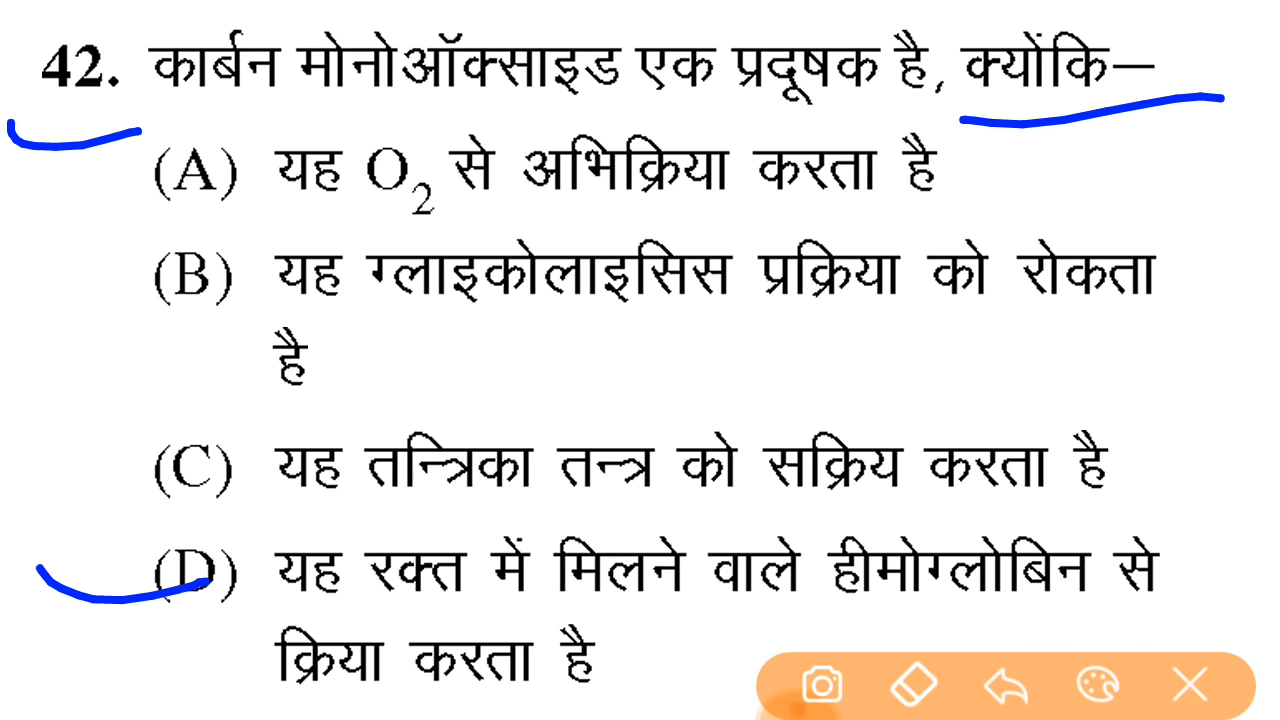 42. कार्बन मोनोऑक्साइड एक प्रदूषक है, क्योंकि—
(A) यह O₂ से अभिक्रिया करता है
(B) यह ग्लाइकोलाइसिस प्रक्रिया को रोकता
है
(C) यह तन्त्रिका तन्त्र को सक्रिय करता है
(D) यह रक्त में मिलने वाले हीमोग्लोबिन से
क्रिया करता है